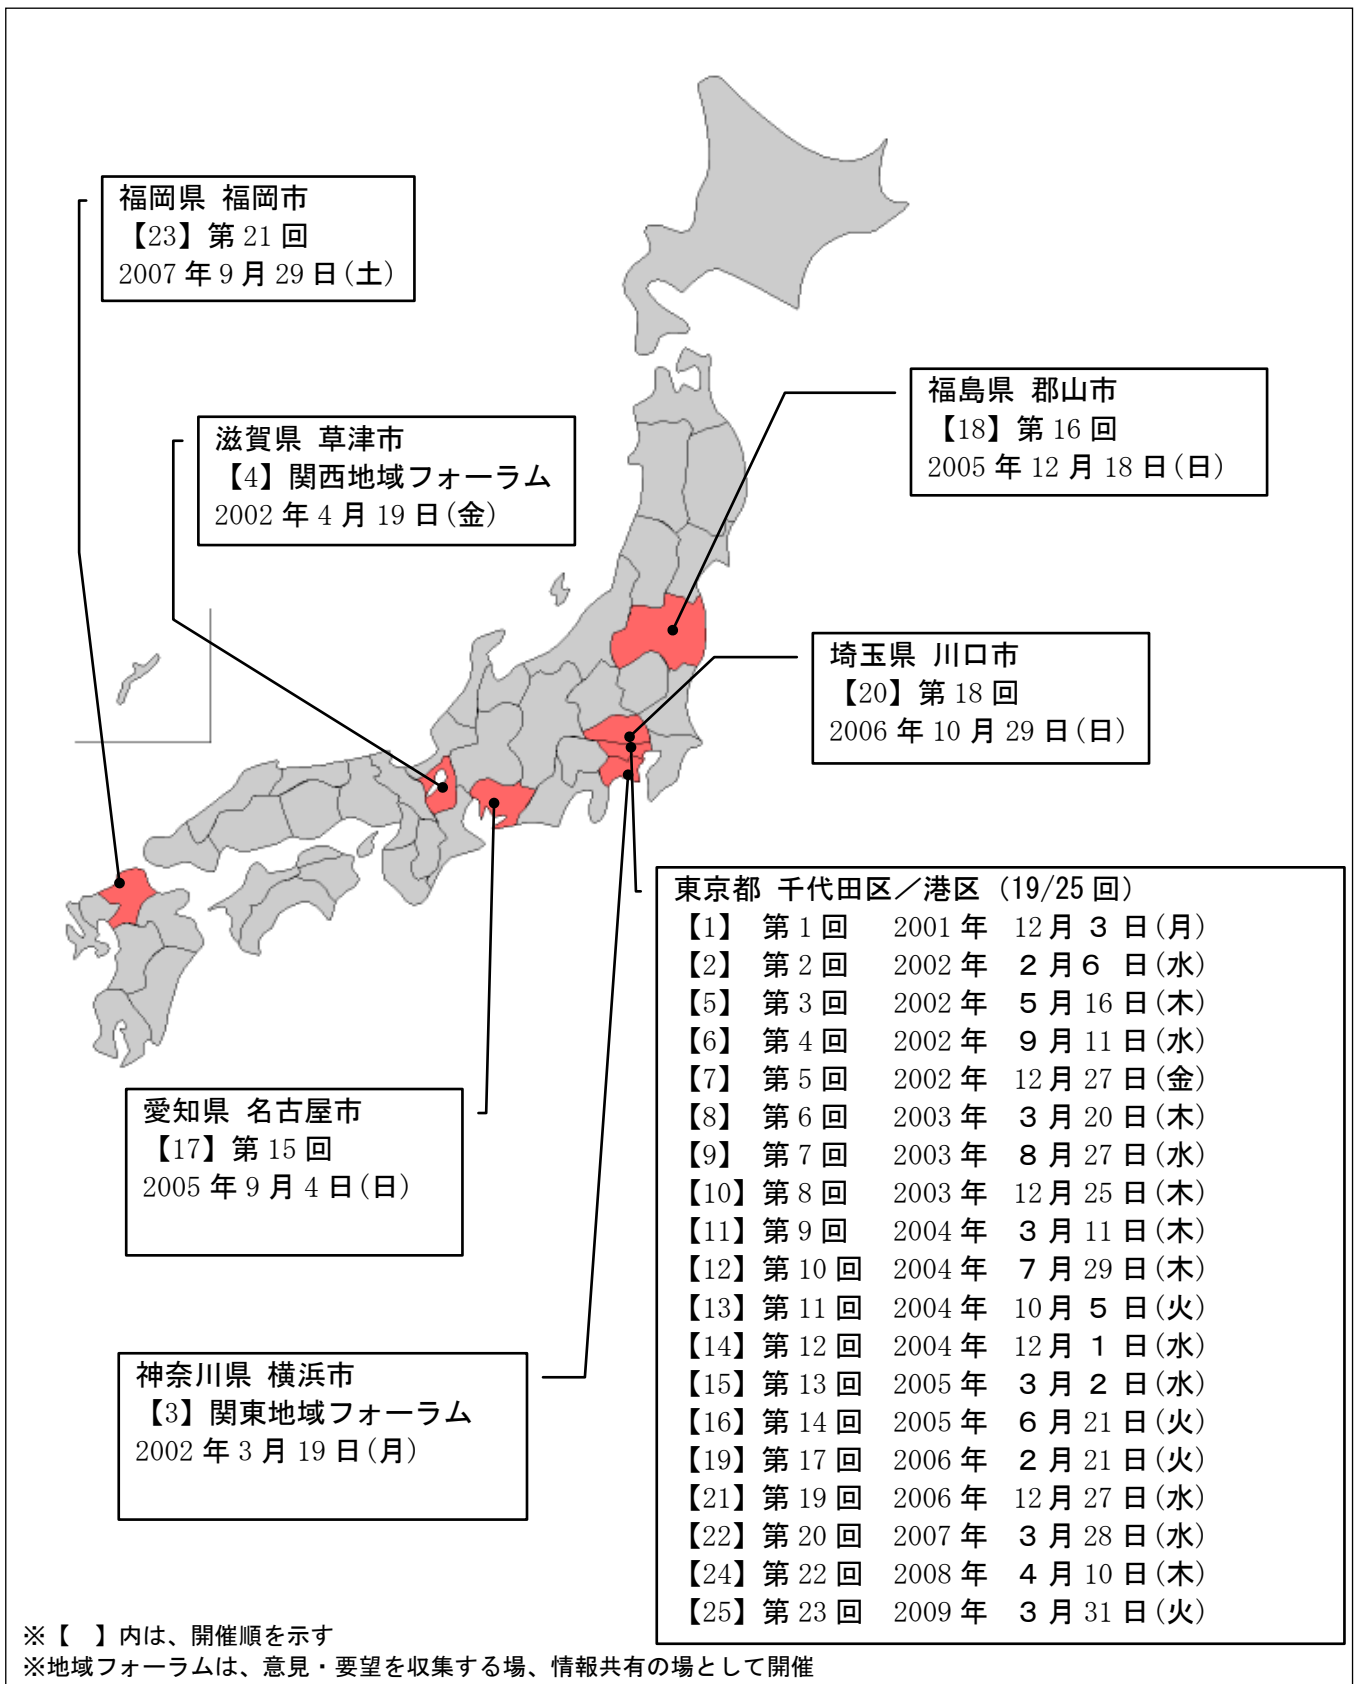 福岡県 福岡市
【23】第 21 回
2007 年 9 月 29 日(土)
福島県 郡山市
【18】第 16 回
2005 年 12 月 18 日(日)
滋賀県 草津市
【4】関西地域フォーラム
2002 年 4 月 19 日(金)
埼玉県 川口市
【20】第 18 回
2006 年 10 月 29 日(日)
東京都 千代田区／港区 (19/25 回)
【1】 第 1 回 2001 年 12 月 3 日(月)
【2】 第 2 回 2002 年 2 月 6 日(水)
【5】 第 3 回 2002 年 5 月 16 日(木)
【6】 第 4 回 2002 年 9 月 11 日(水)
【7】 第 5 回 2002 年 12 月 27 日(金)
【8】 第 6 回 2003 年 3 月 20 日(木)
【9】 第 7 回 2003 年 8 月 27 日(水)
【10】第 8 回 2003 年 12 月 25 日(木)
【11】第 9 回 2004 年 3 月 11 日(木)
【12】第 10 回 2004 年 7 月 29 日(木)
【13】第 11 回 2004 年 10 月 5 日(火)
【14】第 12 回 2004 年 12 月 1 日(水)
【15】第 13 回 2005 年 3 月 2 日(水)
【16】第 14 回 2005 年 6 月 21 日(火)
【19】第 17 回 2006 年 2 月 21 日(火)
【21】第 19 回 2006 年 12 月 27 日(水)
【22】第 20 回 2007 年 3 月 28 日(水)
【24】第 22 回 2008 年 4 月 10 日(木)
【25】第 23 回 2009 年 3 月 31 日(火)
愛知県 名古屋市
【17】第 15 回
2005 年 9 月 4 日(日)
神奈川県 横浜市
【3】関東地域フォーラム
2002 年 3 月 19 日(月)
※【 】内は、開催順を示す
※地域フォーラムは、意見・要望を収集する場、情報共有の場として開催